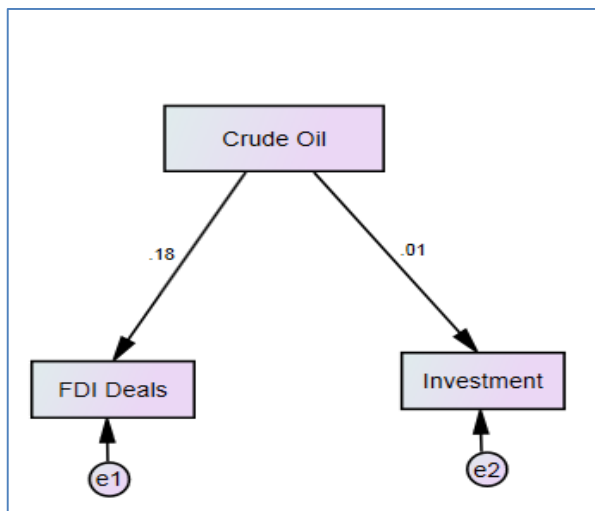 Crude Oil
.18
.01
FDI Deals
Investment
e1
e2